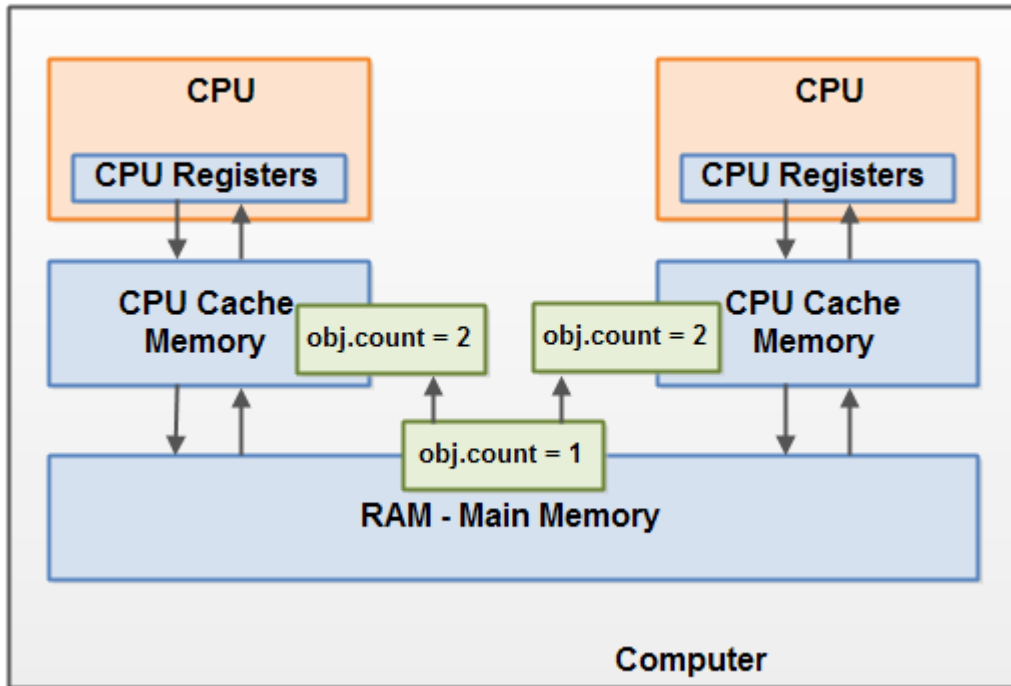 CPU
CPU
CPU Registers
CPU Registers
CPU Cache
Memory
CPU Cache
Memory
obj.count = 2
obj.count = 2
obj.count = 1
RAM - Main Memory
Computer